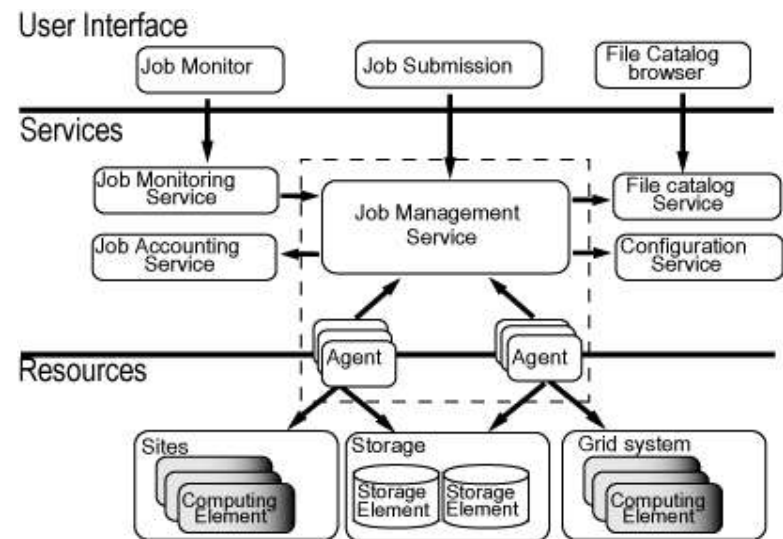 User Interface
Job Monitor
Job Submission
File Catalog
browser
Services
Job Monitoring
Service
Job Management
Service
File catalog
Service
Job Accounting
Service
Configuration
Service
Agent
Agent
Resources
Sites
Computing
Element
Storage
Storage
Element
Storage
Element
Grid system
Computing
Element